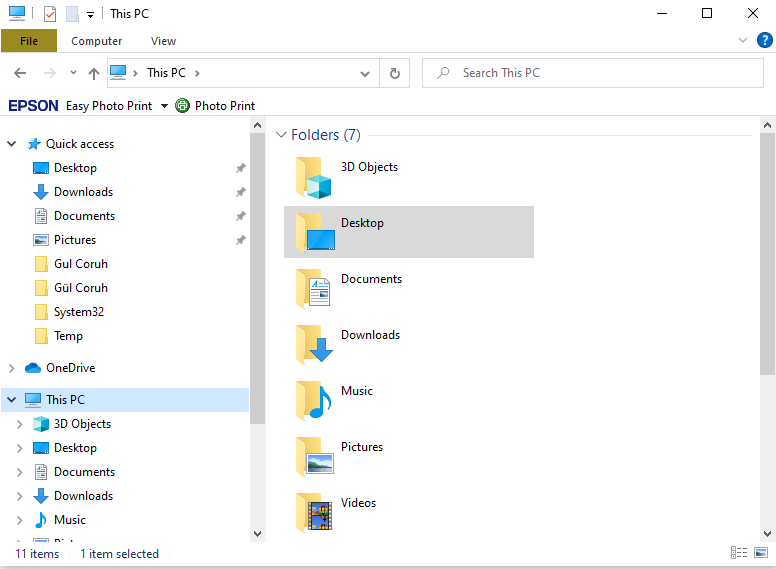 This PC
File Computer View
This PC
Search This PC
EPSON Easy Photo Print Photo Print
Quick access
Desktop
Downloads
Documents
Pictures
Gul Coruh
Gül Coruh
System32
Temp
OneDrive
This PC
3D Objects
Desktop
Documents
Downloads
Music
Folders (7)
3D Objects
Desktop
Documents
Downloads
Music
Pictures
Videos
11 items 1 item selected